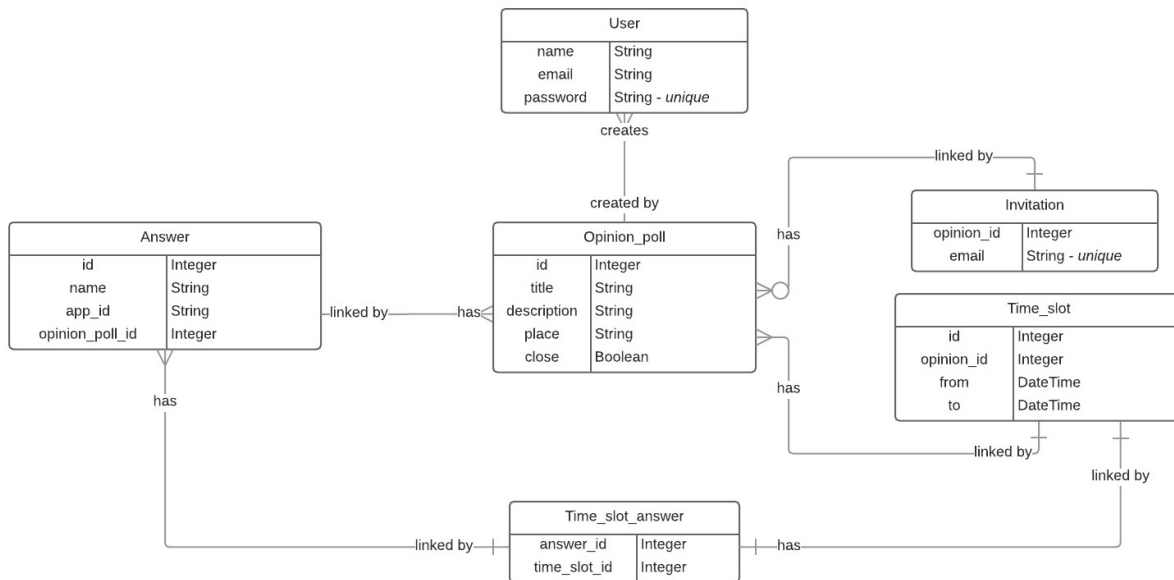 User
name String
email String
password String - unique
creates
created by
linked by
has
Invitation
opinion_id Integer
email String - unique
Answer
id Integer
name String
app_id String
opinion_poll_id Integer
linked by
has
Opinion_poll
id Integer
title String
description String
place String
close Boolean
Time_slot
id Integer
opinion_id Integer
from DateTime
to DateTime
has
linked by
linked by
has
linked by
Time_slot_answer
answer_id Integer
time_slot_id Integer
has